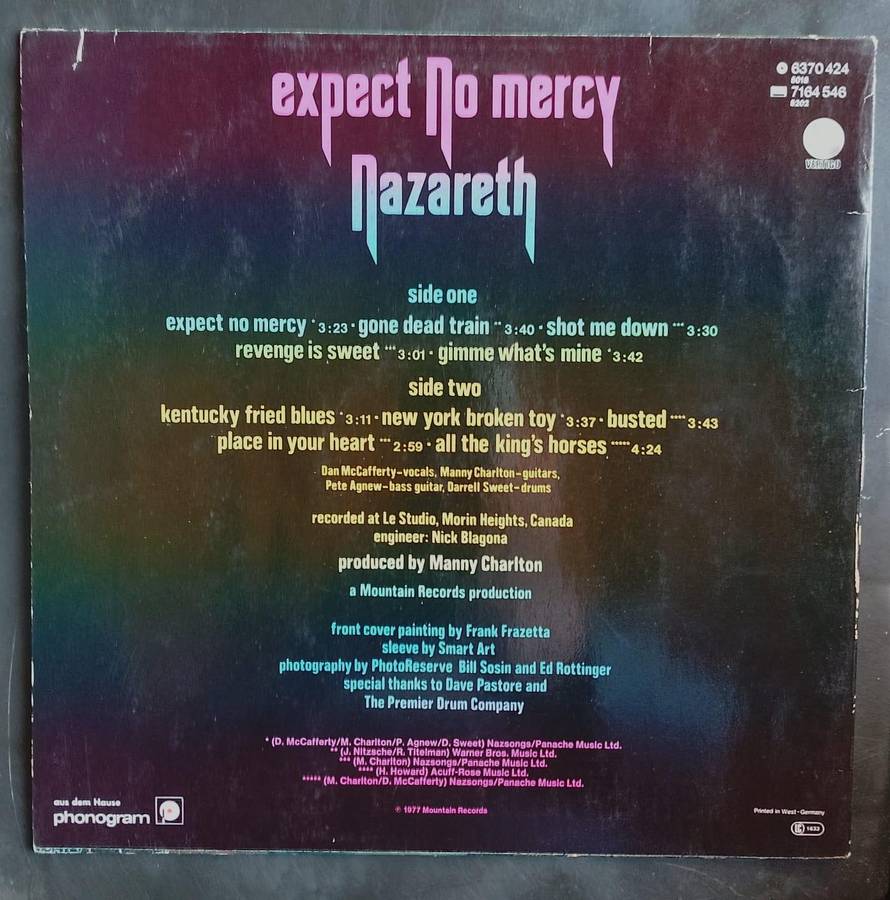 expect No mercy
Nazareth
6370 424
6018
7164 546
6202
VERTIGO
side one
expect no mercy *3:23 • gone dead train **3:40 • shot me down ***3:30
revenge is sweet ***3:01 • gimme what's mine *3:42
side two
kentucky fried blues *3:11 • new york broken toy *3:37 • busted ****3:43
place in your heart ***2:59 • all the king's horses *****4:24
Dan McCafferty–vocals, Manny Charlton–guitars,
Pete Agnew–bass guitar, Darrell Sweet–drums
recorded at Le Studio, Morin Heights, Canada
engineer: Nick Blagona
produced by Manny Charlton
a Mountain Records production
front cover painting by Frank Frazetta
sleeve by Smart Art
photography by PhotoReserve Bill Sosin and Ed Rottinger
special thanks to Dave Pastore and
The Premier Drum Company
* (D. McCafferty/M. Charlton/P. Agnew/D. Sweet) Nazsongs/Panache Music Ltd.
** (J. Nitzsche/R. Titelman) Warner Bros. Music Ltd.
*** (M. Charlton) Nazsongs/Panache Music Ltd.
**** (H. Howard) Acuff-Rose Music Ltd.
***** (M. Charlton/D. McCafferty) Nazsongs/Panache Music Ltd.
aus dem Hause
phonogram
℗ 1977 Mountain Records
Printed in West-Germany
LC 1633